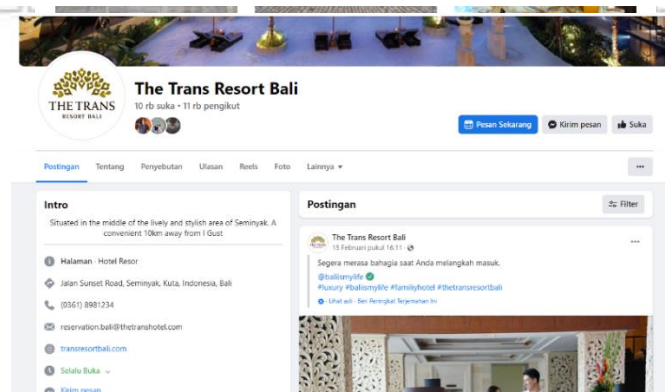 THE TRANS
RESORT BALI
The Trans Resort Bali
10 rb suka • 11 rb pengikut
Pesan Sekarang
Kirim pesan
Suka
Postingan
Tentang
Penyebutan
Ulasan
Reels
Foto
Lainnya
Intro
Situated in the middle of the lively and stylish area of Seminyak. A
convenient 10km away from I Gust
Halaman · Hotel Resor
Jalan Sunset Road, Seminyak, Kuta, Indonesia, Bali
(0361) 8981234
reservation.bali@thetranshotel.com
transresortbali.com
Selalu Buka
Kirim pesan
Postingan
Filter
The Trans Resort Bali
15 Februari pukul 16.11 ·
Segera merasa bahagia saat Anda melangkah masuk.
@balismylife
#luxury #balismylife #familyhotel #thetransresortbali
· Lihat asli · Beri Peringkat Terjemahan Ini